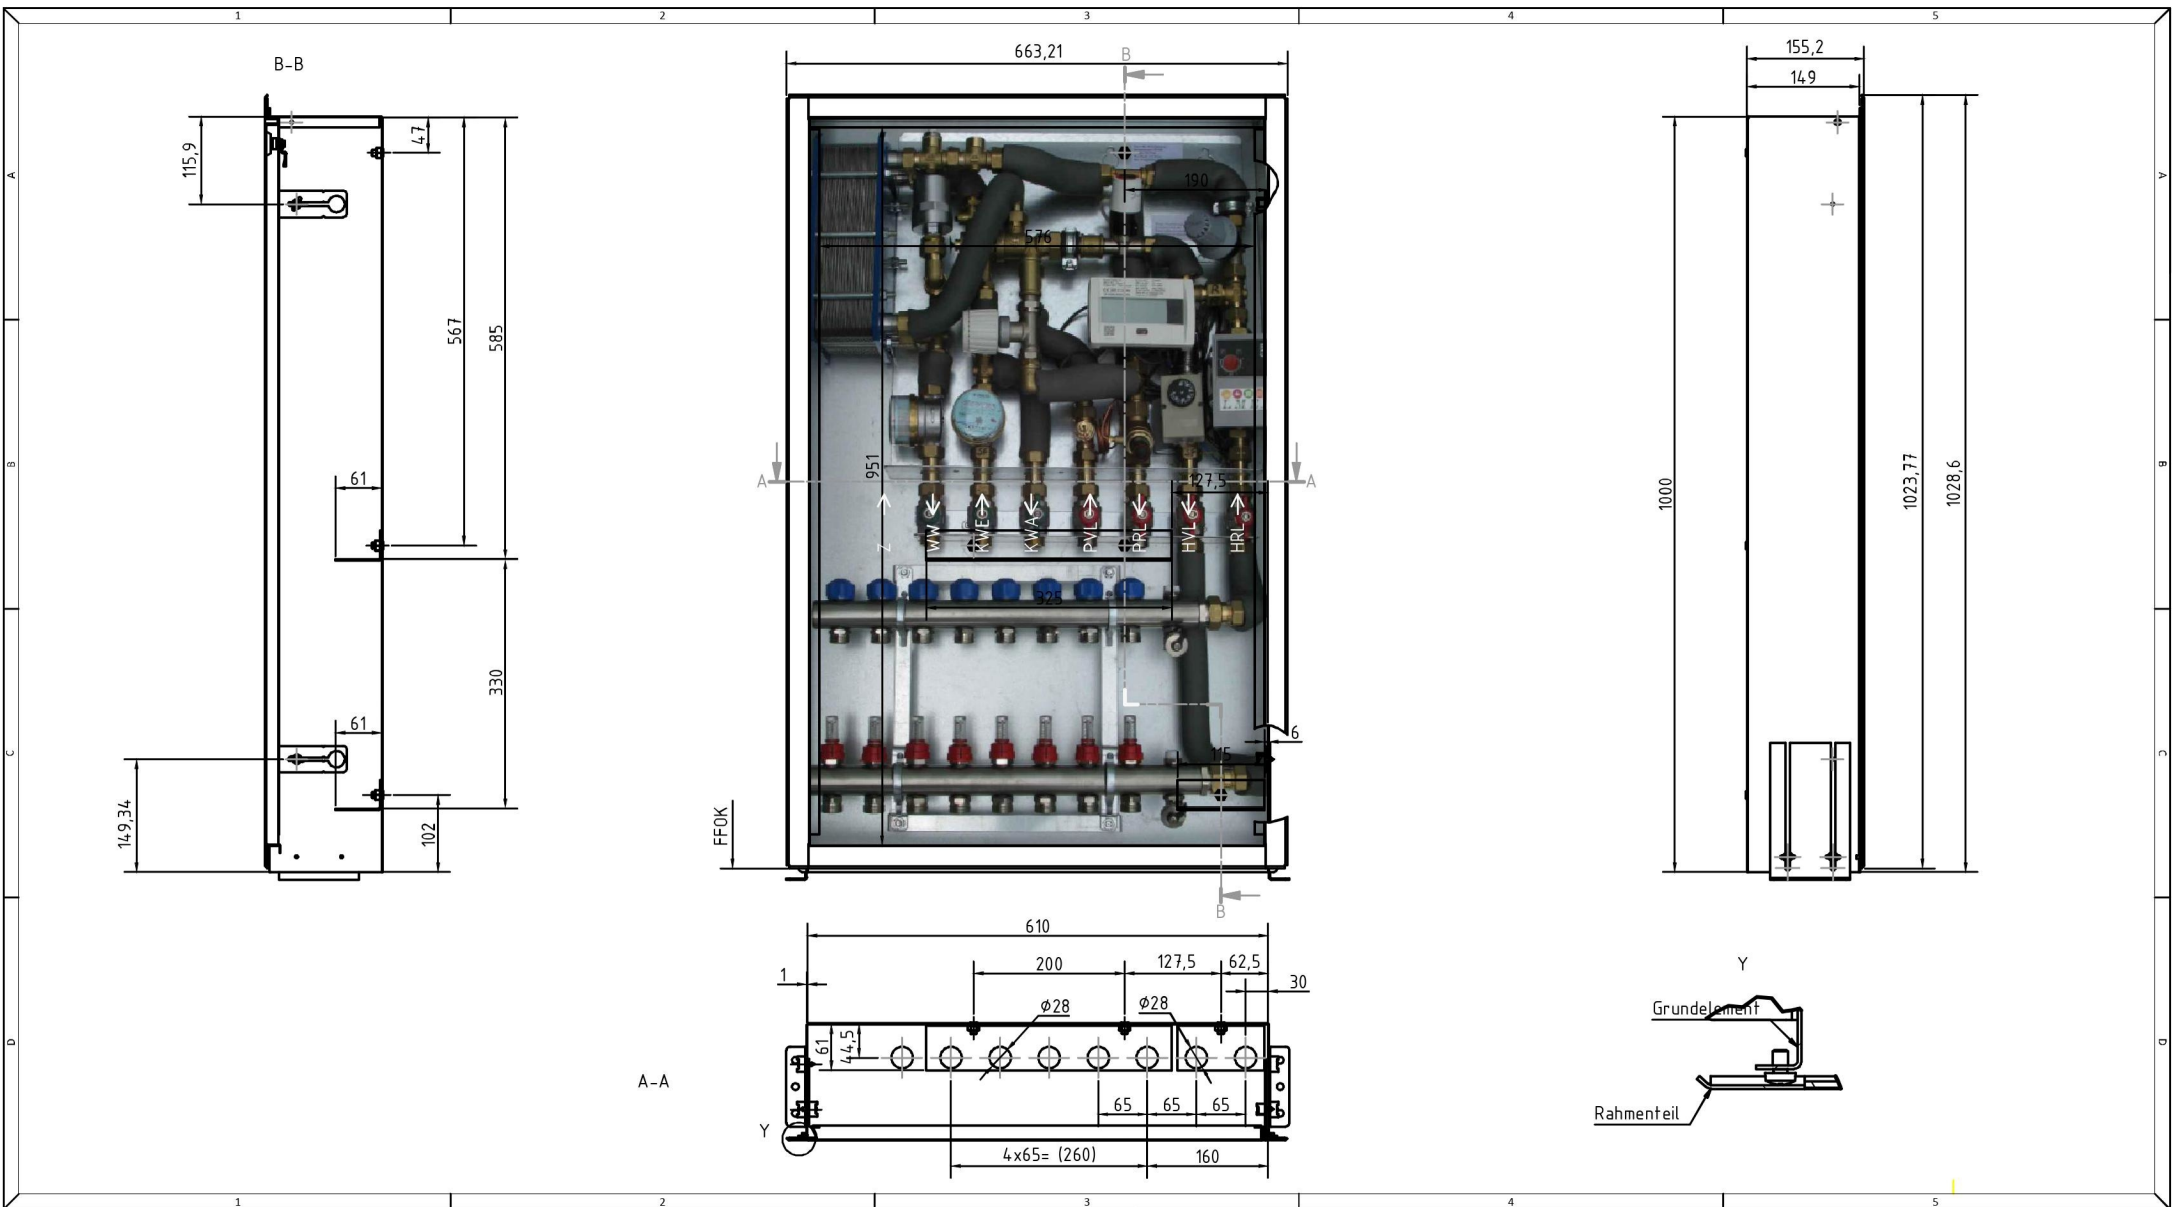 1 2 3 4 5
A A
B B
C C
D D
1 2 3 4 5
B-B
115,9
47
567
585
61
330
61
149,34
102
663,21
B
190
576
951
A A
127,5
Z
WW
KWE
KWA
PVL
PRL
HVL
HRL
325
6
115
FFOK
B
155,2
149
1000
1023,77
1028,6
A-A
610
200
127,5
62,5
1
30
ϕ28
ϕ28
61
44,5
65
65
65
Y
4x65= (260)
160
Y
Grundelement
Rahmenteil